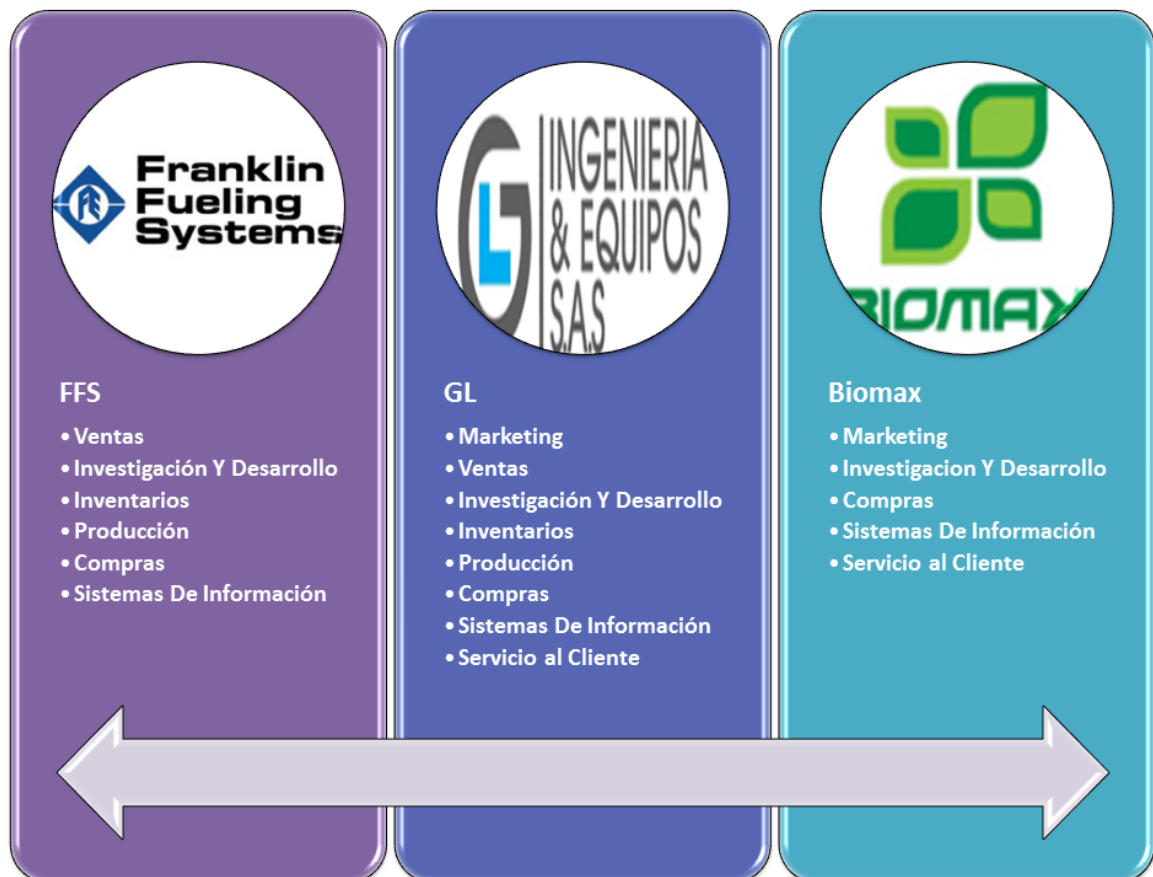 Franklin
Fueling
Systems
INGENIERIA
& EQUIPOS
S.A.S
BIOMAX
FFS
• Ventas
• Investigación Y Desarrollo
• Inventarios
• Producción
• Compras
• Sistemas De Información
GL
• Marketing
• Ventas
• Investigación Y Desarrollo
• Inventarios
• Producción
• Compras
• Sistemas De Información
• Servicio al Cliente
Biomax
• Marketing
• Investigacion Y Desarrollo
• Compras
• Sistemas De Información
• Servicio al Cliente